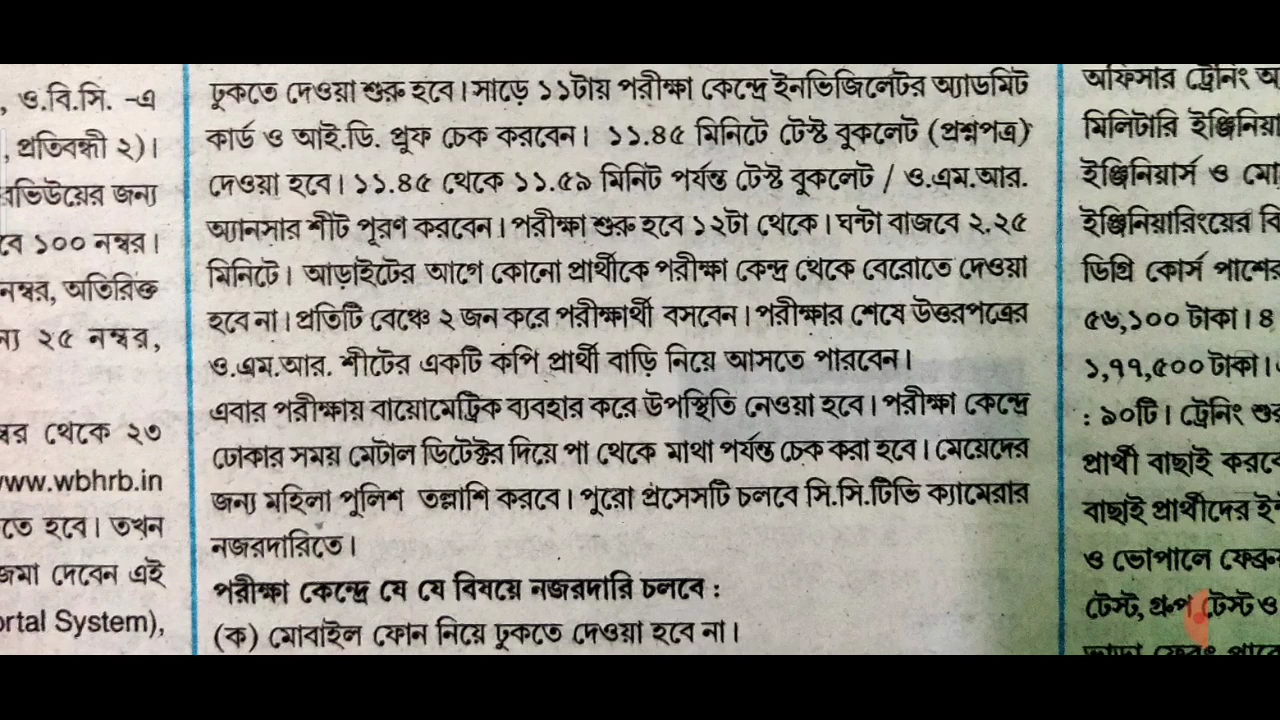 , ও.বি.সি. -এ
, প্রতিবন্ধী ২)।
জন্য
১০০ নম্বর।
নম্বর, অতিরিক্ত
২৫ নম্বর,
থেকে ২৩
www.wbhrb.in
হবে। তখন
জমা দেবেন এই
System),
ঢুকতে দেওয়া শুরু হবে। সাড়ে ১১টায় পরীক্ষা কেন্দ্রে ইনভিজিলেটর অ্যাডমিট
কার্ড ও আই.ডি. প্রুফ চেক করবেন। ১১.৪৫ মিনিটে টেস্ট বুকলেট (প্রশ্নপত্র)
দেওয়া হবে। ১১.৪৫ থেকে ১১.৫৯ মিনিট পর্যন্ত টেস্ট বুকলেট / ও.এম.আর.
অ্যানসার শীট পূরণ করবেন। পরীক্ষা শুরু হবে ১২টা থেকে। ঘন্টা বাজবে ২.২৫
মিনিটে। আড়াইটের আগে কোনো প্রার্থীকে পরীক্ষা কেন্দ্র থেকে বেরোতে দেওয়া
হবে না। প্রতিটি বেঞ্চে ২ জন করে পরীক্ষার্থী বসবেন। পরীক্ষার শেষে উত্তরপত্রের
ও.এম.আর. শীটের একটি কপি প্রার্থী বাড়ি নিয়ে আসতে পারবেন।
এবার পরীক্ষায় বায়োমেট্রিক ব্যবহার করে উপস্থিতি নেওয়া হবে। পরীক্ষা কেন্দ্রে
ঢোকার সময় মেটাল ডিটেক্টর দিয়ে পা থেকে মাথা পর্যন্ত চেক করা হবে। মেয়েদের
জন্য মহিলা পুলিশ তল্লাশি করবে। পুরো প্রসেসটি চলবে সি.সি.টিভি ক্যামেরার
নজরদারিতে।
পরীক্ষা কেন্দ্রে যে যে বিষয়ে নজরদারি চলবে :
(ক) মোবাইল ফোন নিয়ে ঢুকতে দেওয়া হবে না।
অফিসার ট্রেনিং
মিলিটারি
ইঞ্জিনিয়ার্স ও
ইঞ্জিনিয়ারিংয়ের
ডিগ্রি কোর্স পাশের
৫৬,১০০ টাকা। ৪
১,৭৭,৫০০ টাকা।
: ৯০টি। ট্রেনিং
প্রার্থী বাছাই করবে
বাছাই প্রার্থীদের
ও ভোপালে
টেস্ট, গ্রুপ টেস্ট ও